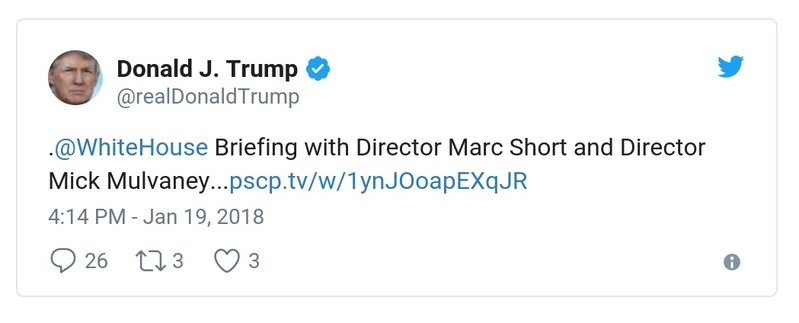 Donald J. Trump
@realDonaldTrump
.@WhiteHouse Briefing with Director Marc Short and Director
Mick Mulvaney...pscp.tv/w/1ynJOoapEXqJR
4:14 PM - Jan 19, 2018
26 3 3